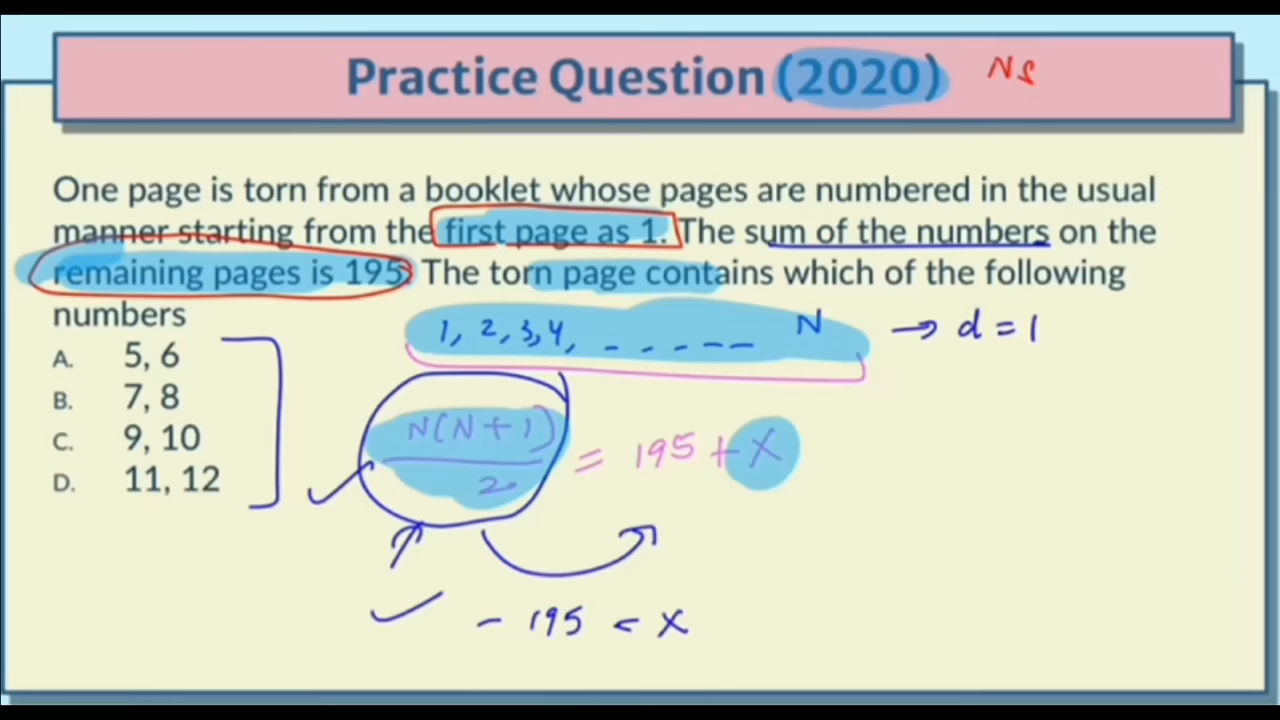 Practice Question (2020) NS
One page is torn from a booklet whose pages are numbered in the usual
manner starting from the first page as 1. The sum of the numbers on the
remaining pages is 195. The torn page contains which of the following
numbers
1, 2, 3, 4, - - - - - N → d = 1
A. 5, 6
B. 7, 8
C. 9, 10
D. 11, 12
N(N+1)
2
= 195 + X
- 195 = X